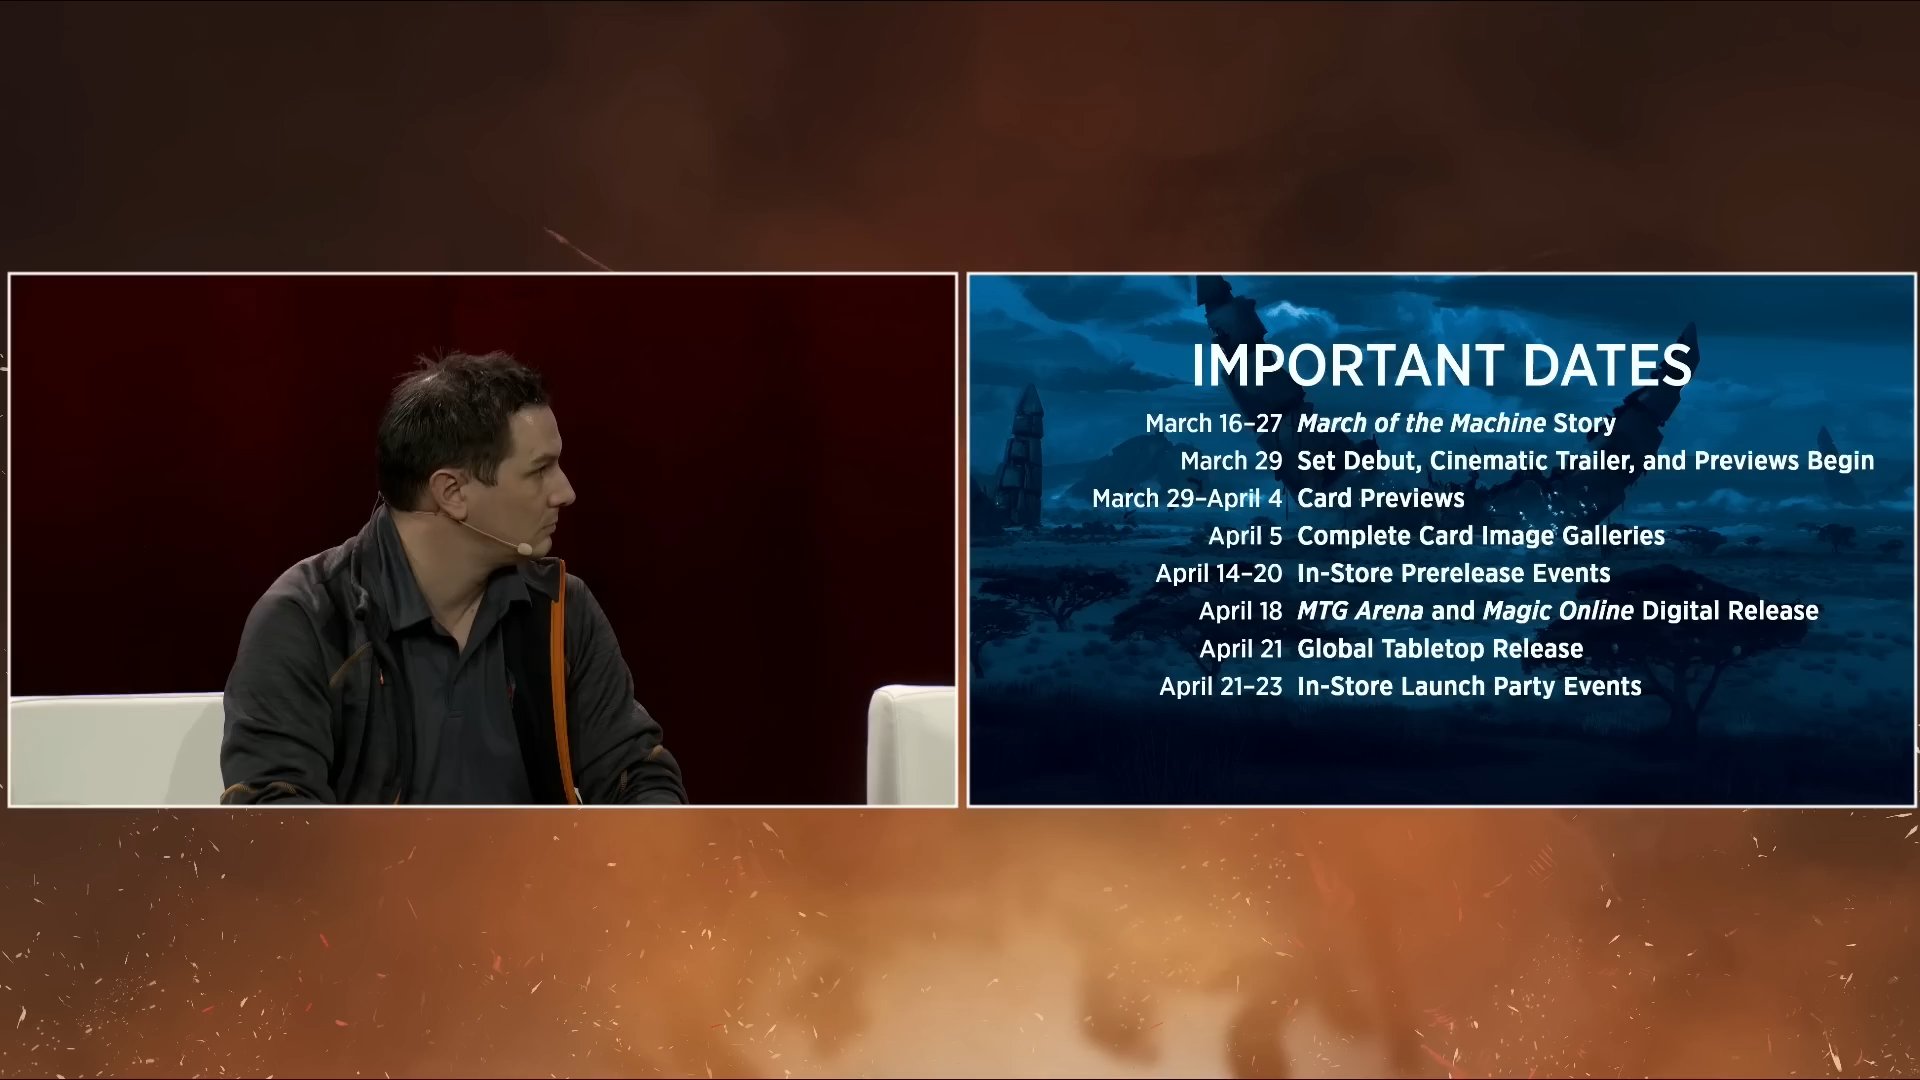 IMPORTANT DATES
March 16–27 March of the Machine Story
March 29 Set Debut, Cinematic Trailer, and Previews Begin
March 29–April 4 Card Previews
April 5 Complete Card Image Galleries
April 14–20 In-Store Prerelease Events
April 18 MTG Arena and Magic Online Digital Release
April 21 Global Tabletop Release
April 21–23 In-Store Launch Party Events